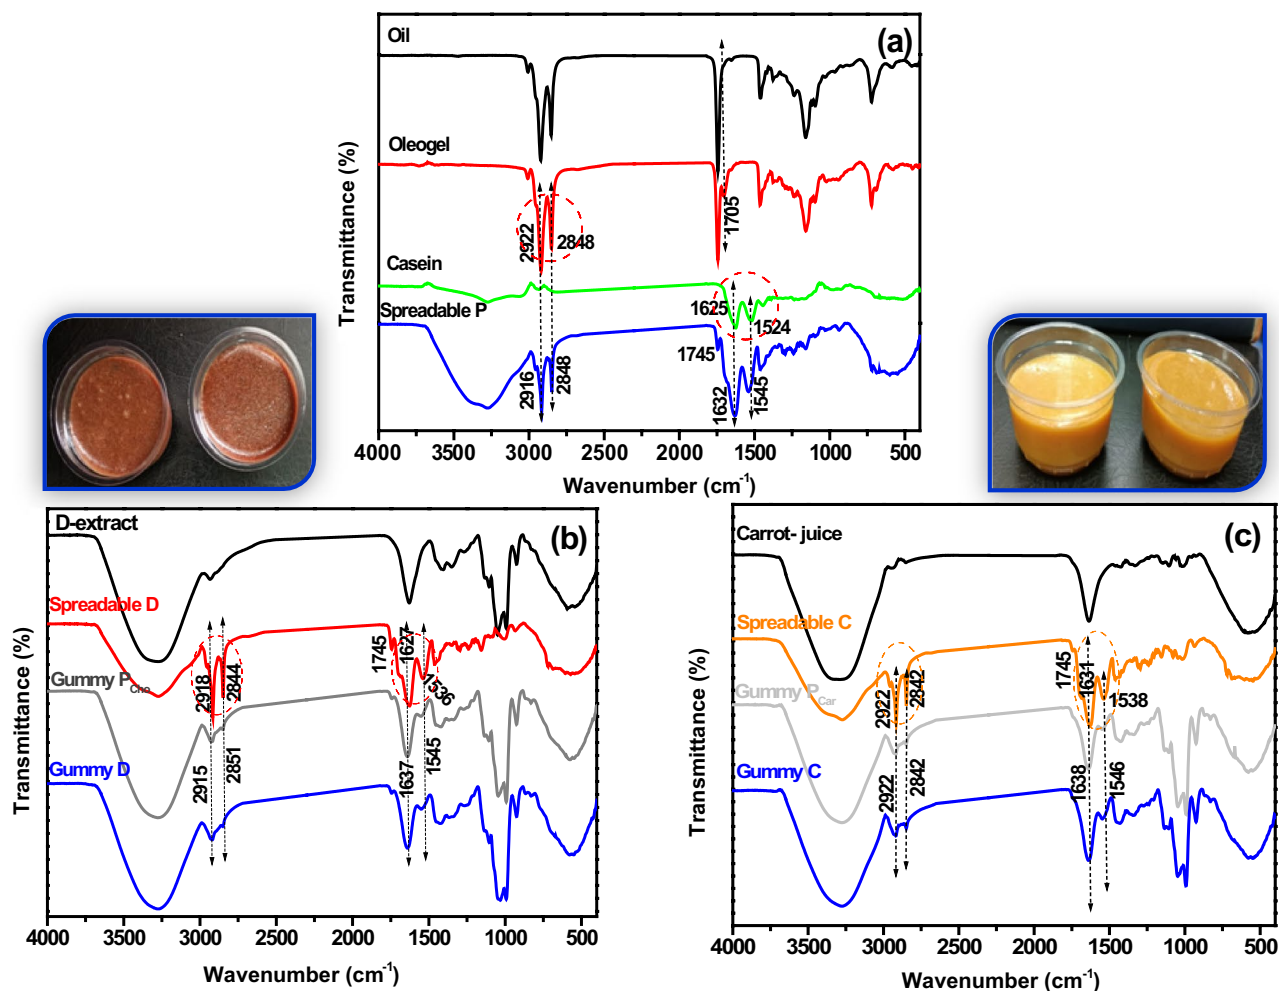 (a)
Oil
Oleogel
2922
2848
1705
Casein
1625
1524
Spreadable P
1745
2916
2848
1632
1545
Transmittance (%)
4000 3500 3000 2500 2000 1500 1000 500
Wavenumber (cm-1)
(b)
D-extract
Spreadable D
2918
2844
1745
1627
1536
Gummy PCho
2915
2851
1637
1545
Gummy D
Transmittance (%)
4000 3500 3000 2500 2000 1500 1000 500
Wavenumber (cm-1)
(c)
Carrot- juice
Spreadable C
2922
2842
1745
1631
1538
Gummy PCar
2922
2842
1638
1546
Gummy C
Transmittance (%)
4000 3500 3000 2500 2000 1500 1000 500
Wavenumber (cm-1)